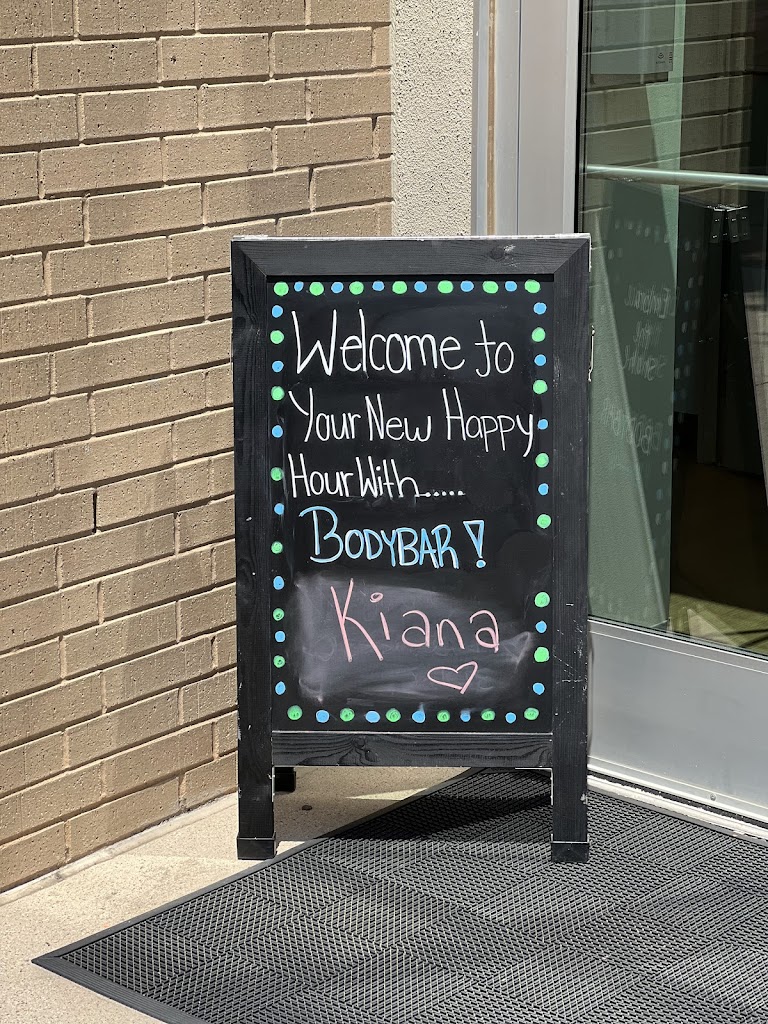 Welcome to
Your New Happy
Hour With.....
BODYBAR!
Kiana